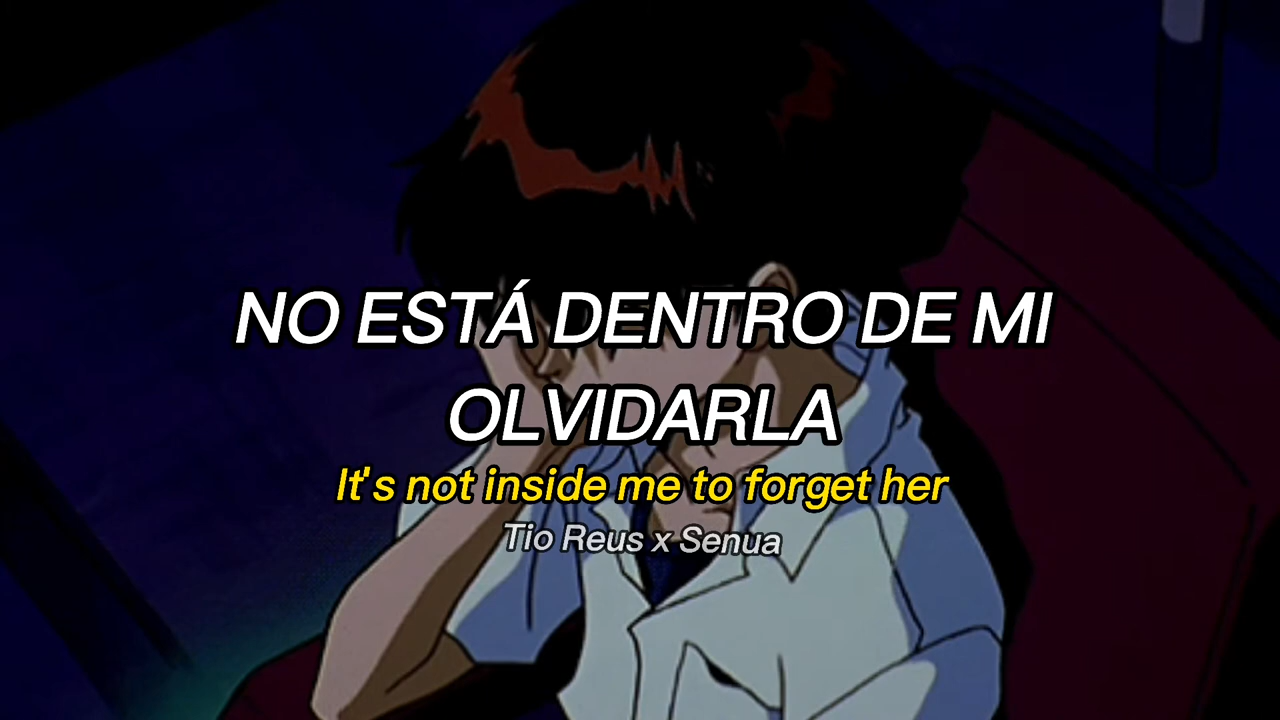 NO ESTÁ DENTRO DE MI
OLVIDARLA
It's not inside me to forget her
Tio Reus x Senua